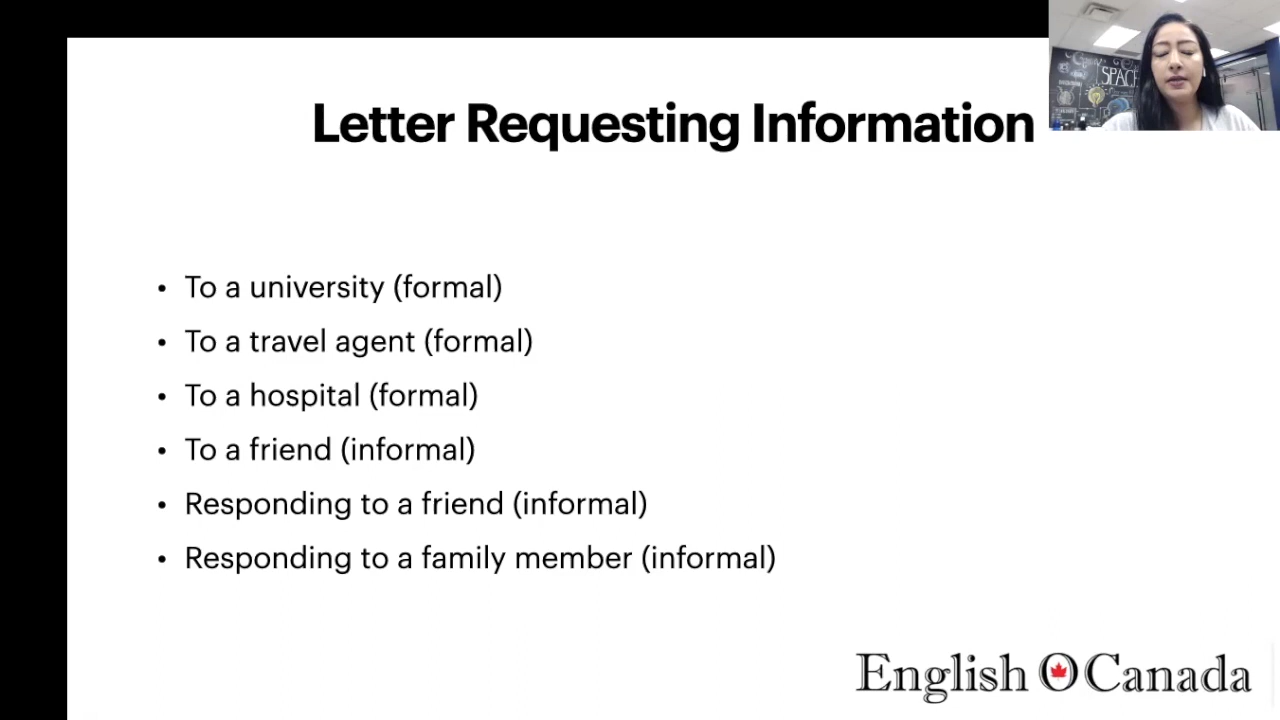 Letter Requesting Information
SPACE
• To a university (formal)
• To a travel agent (formal)
• To a hospital (formal)
• To a friend (informal)
• Responding to a friend (informal)
• Responding to a family member (informal)
English O Canada